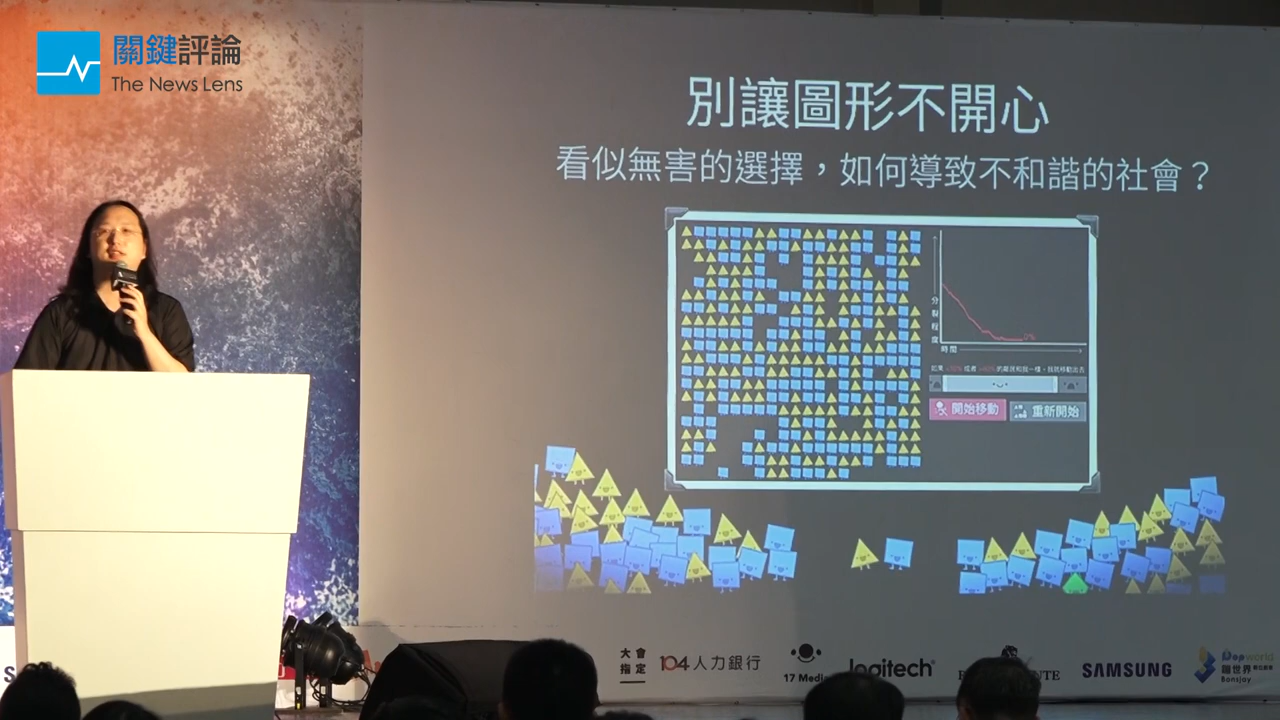 關鍵評論
The News Lens
別讓圖形不開心
看似無害的選擇，如何導致不和諧的社會？
分裂程度
時間
開始移動
重新開始
大會指定
104人力銀行
17 Media
logitech
SAMSUNG